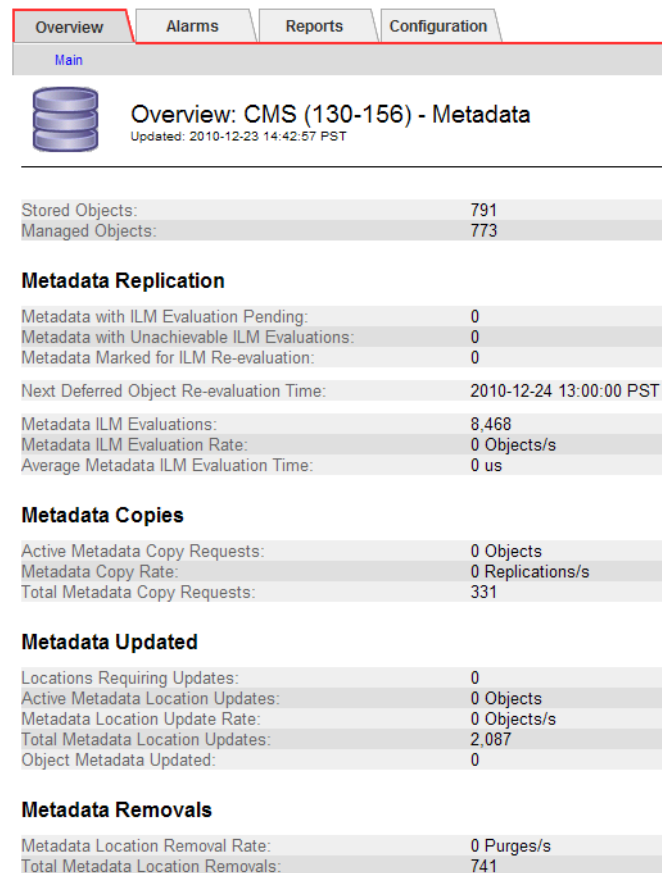 Overview Alarms Reports Configuration
Main
Overview: CMS (130-156) - Metadata
Updated: 2010-12-23 14:42:57 PST
Stored Objects: 791
Managed Objects: 773
Metadata Replication
Metadata with ILM Evaluation Pending: 0
Metadata with Unachievable ILM Evaluations: 0
Metadata Marked for ILM Re-evaluation: 0
Next Deferred Object Re-evaluation Time: 2010-12-24 13:00:00 PST
Metadata ILM Evaluations: 8,468
Metadata ILM Evaluation Rate: 0 Objects/s
Average Metadata ILM Evaluation Time: 0 us
Metadata Copies
Active Metadata Copy Requests: 0 Objects
Metadata Copy Rate: 0 Replications/s
Total Metadata Copy Requests: 331
Metadata Updated
Locations Requiring Updates: 0
Active Metadata Location Updates: 0 Objects
Metadata Location Update Rate: 0 Objects/s
Total Metadata Location Updates: 2,087
Object Metadata Updated: 0
Metadata Removals
Metadata Location Removal Rate: 0 Purges/s
Total Metadata Location Removals: 741